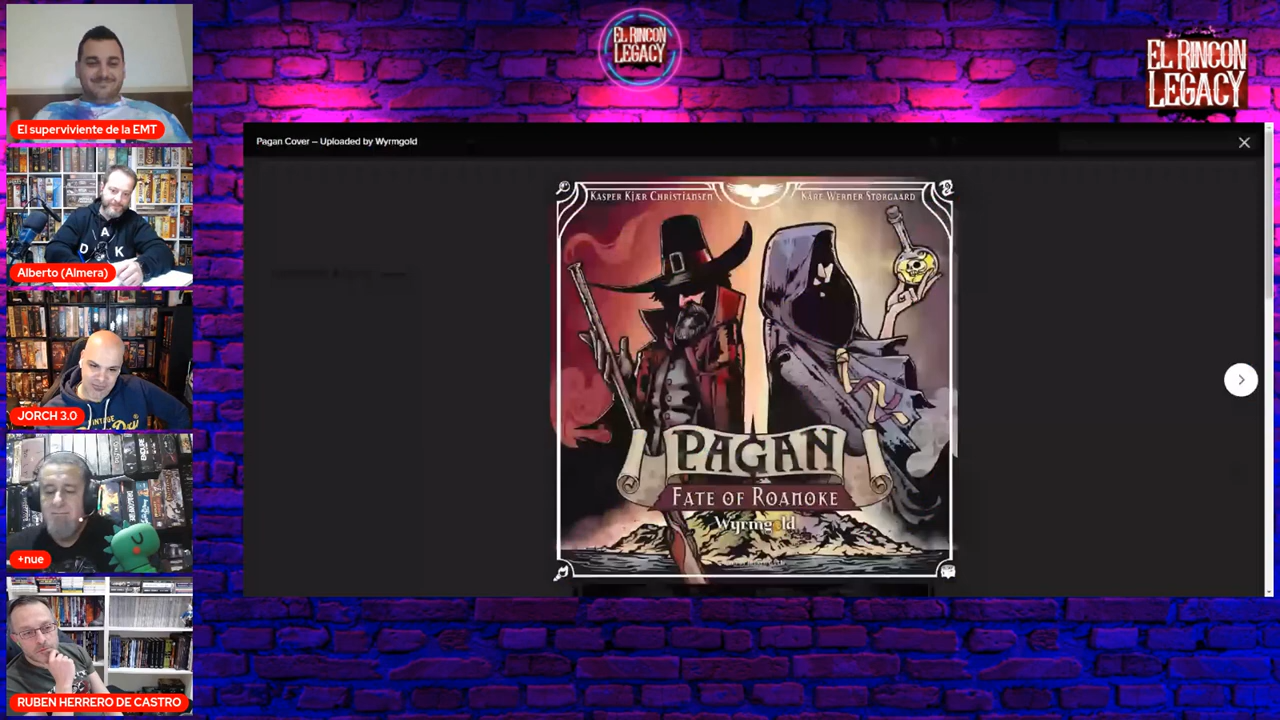 EL RINCON
LEGACY
EL RINCON
LEGACY
El superviviente de la EMT
Alberto (Almera)
A
D K
JORCH 3.0
+nue
RUBEN HERRERO DE CASTRO
Pagan Cover – Uploaded by Wyrmgold
KASPER KJÆR CHRISTIANSEN
KÅRE WERNER STORGAARD
PAGAN
FATE OF ROANOKE
Wyrmgold